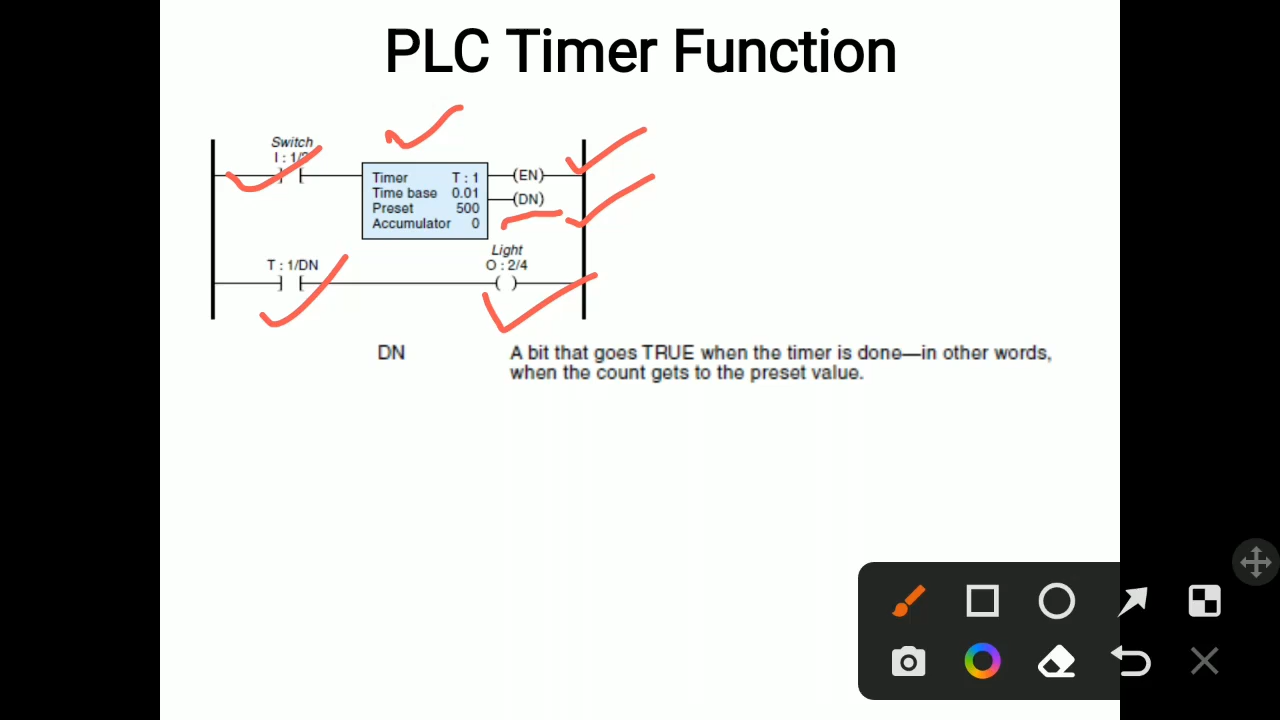 PLC Timer Function
Switch
I : 1/
Timer T : 1
Time base 0.01
Preset 500
Accumulator 0
(EN)
(DN)
Light
T : 1/DN O : 2/4
DN A bit that goes TRUE when the timer is done—in other words,
when the count gets to the preset value.